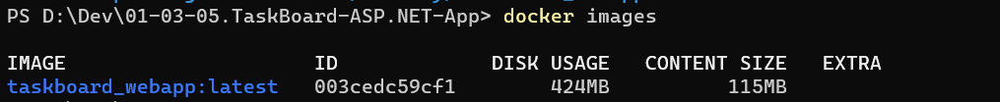 PS D:\Dev\01-03-05.TaskBoard-ASP.NET-App> docker images
IMAGE ID DISK USAGE CONTENT SIZE EXTRA
taskboard_webapp:latest 003cedc59cf1 424MB 115MB